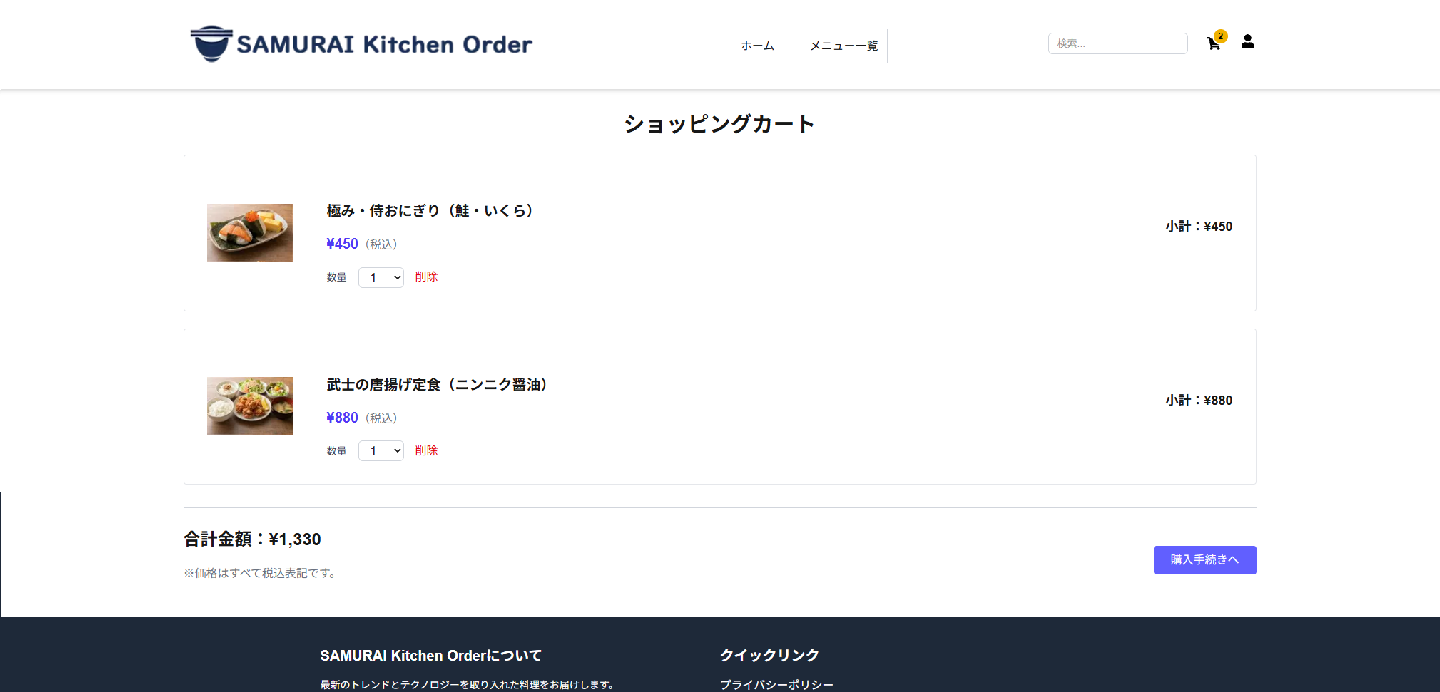 SAMURAI Kitchen Order
ホーム
メニュー一覧
検索...
2
ショッピングカート
極み・侍おにぎり（鮭・いくら）
¥450（税込）
数量 1 削除
小計：¥450
武士の唐揚げ定食（ニンニク醤油）
¥880（税込）
数量 1 削除
小計：¥880
合計金額：¥1,330
※価格はすべて税込表記です。
購入手続きへ
SAMURAI Kitchen Orderについて
最新のトレンドとテクノロジーを取り入れた料理をお届けします。
クイックリンク
プライバシーポリシー